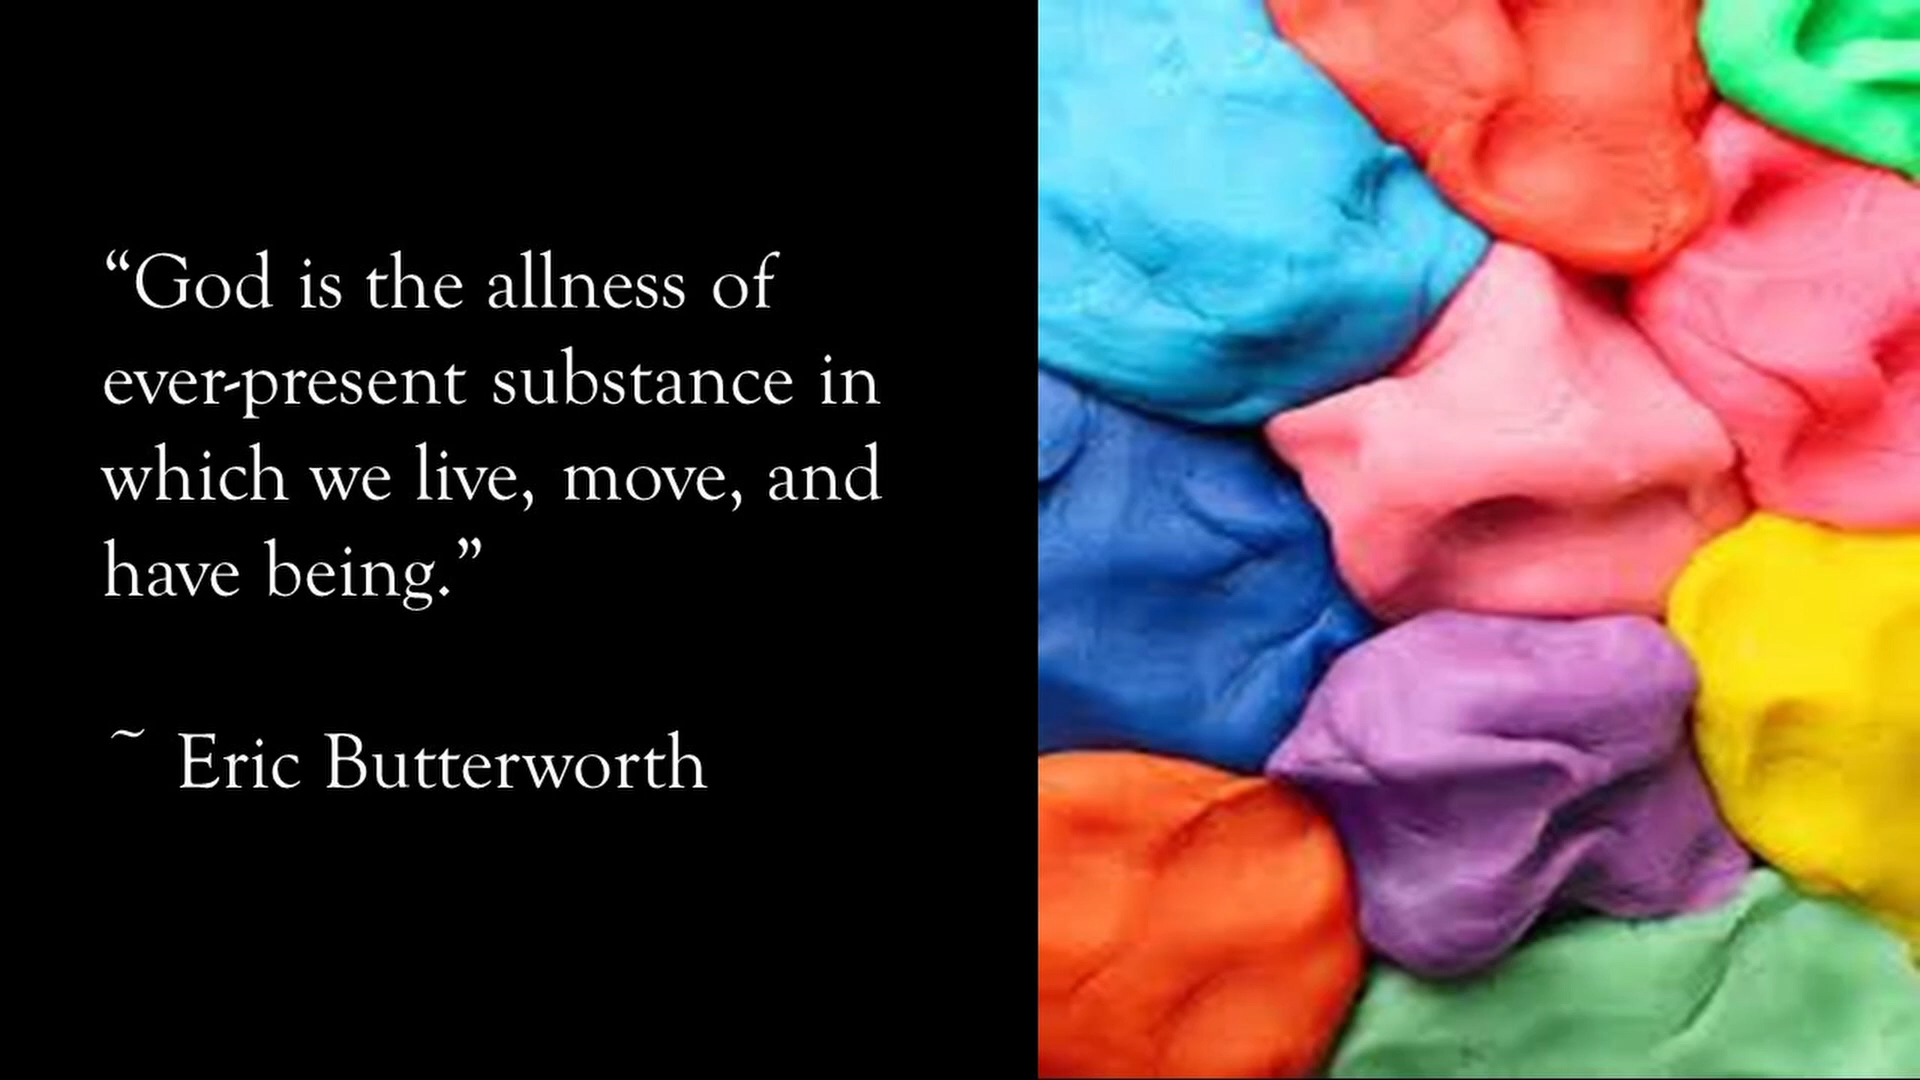 “God is the allness of
ever-present substance in
which we live, move, and
have being.”
~ Eric Butterworth